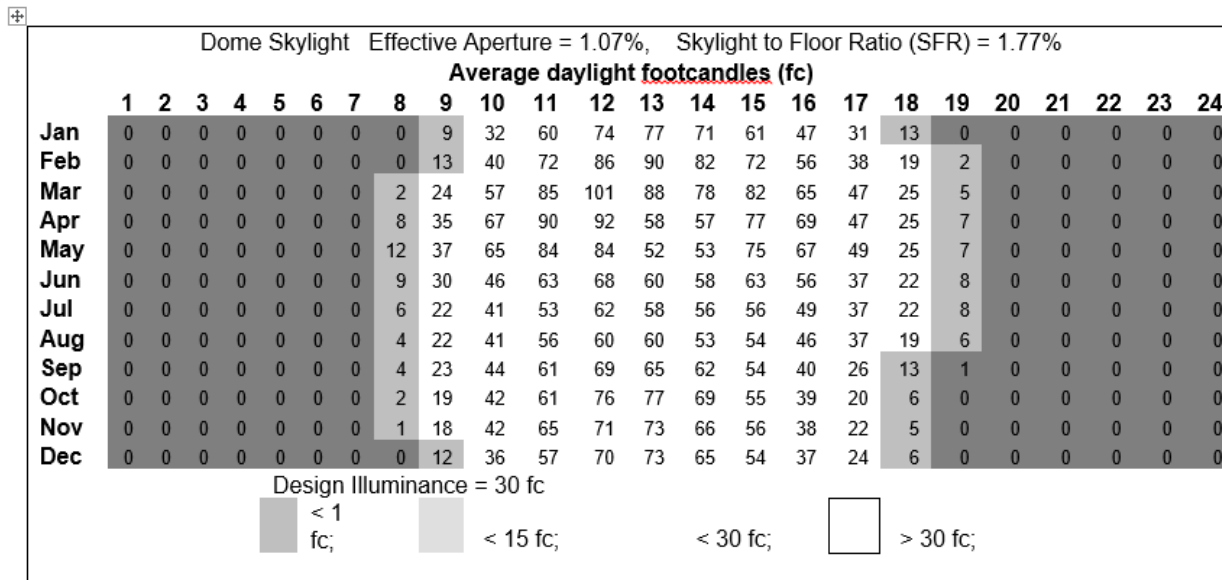 Dome Skylight Effective Aperture = 1.07%, Skylight to Floor Ratio (SFR) = 1.77%
Average daylight footcandles (fc)
1 2 3 4 5 6 7 8 9 10 11 12 13 14 15 16 17 18 19 20 21 22 23 24
Jan 0 0 0 0 0 0 0 0 9 32 60 74 77 71 61 47 31 13 0 0 0 0 0 0
Feb 0 0 0 0 0 0 0 0 13 40 72 86 90 82 72 56 38 19 2 0 0 0 0 0
Mar 0 0 0 0 0 0 0 2 24 57 85 101 88 78 82 65 47 25 5 0 0 0 0 0
Apr 0 0 0 0 0 0 0 8 35 67 90 92 58 57 77 69 47 25 7 0 0 0 0 0
May 0 0 0 0 0 0 0 12 37 65 84 84 52 53 75 67 49 25 7 0 0 0 0 0
Jun 0 0 0 0 0 0 0 9 30 46 63 68 60 58 63 56 37 22 8 0 0 0 0 0
Jul 0 0 0 0 0 0 0 6 22 41 53 62 58 56 56 49 37 22 8 0 0 0 0 0
Aug 0 0 0 0 0 0 0 4 22 41 56 60 60 53 54 46 37 19 6 0 0 0 0 0
Sep 0 0 0 0 0 0 0 4 23 44 61 69 65 62 54 40 26 13 1 0 0 0 0 0
Oct 0 0 0 0 0 0 0 2 19 42 61 76 77 69 55 39 20 6 0 0 0 0 0 0
Nov 0 0 0 0 0 0 0 1 18 42 65 71 73 66 56 38 22 5 0 0 0 0 0 0
Dec 0 0 0 0 0 0 0 0 12 36 57 70 73 65 54 37 24 6 0 0 0 0 0 0
Design Illuminance = 30 fc
< 1
fc; < 15 fc; < 30 fc; > 30 fc;